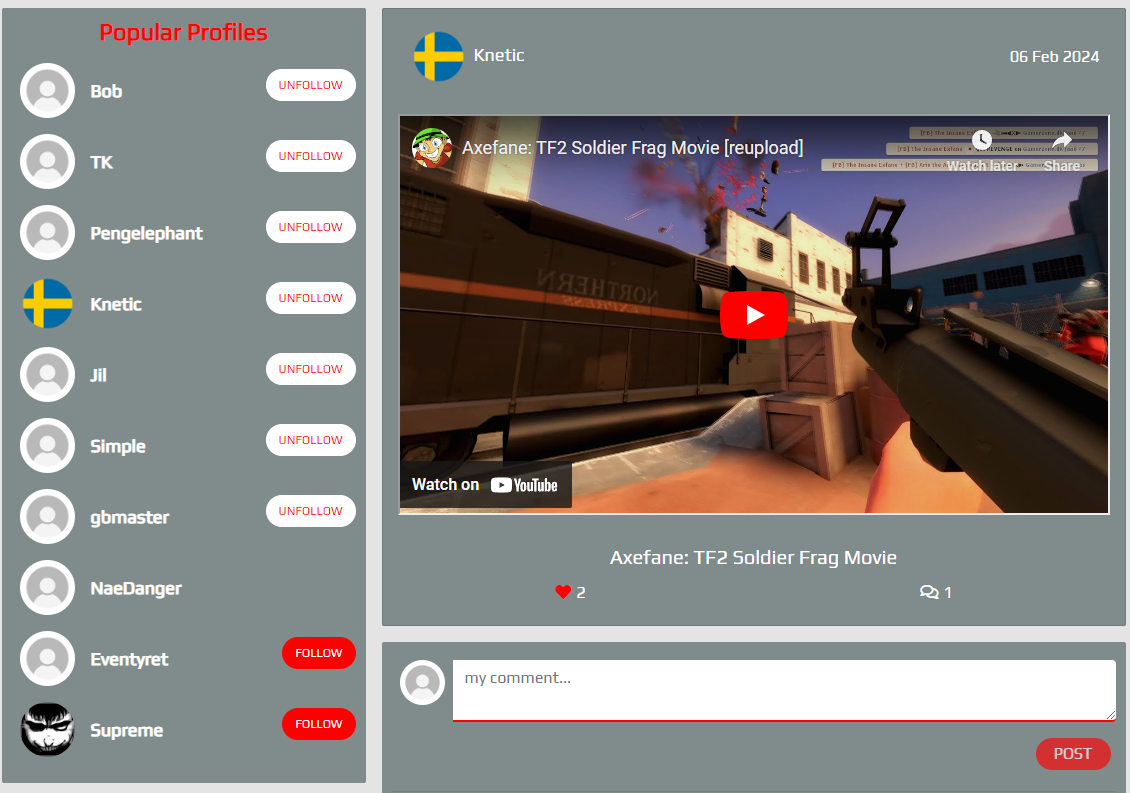 Popular Profiles
Bob
UNFOLLOW
TK
UNFOLLOW
Pengelephant
UNFOLLOW
Knetic
UNFOLLOW
Jil
UNFOLLOW
Simple
UNFOLLOW
gbmaster
UNFOLLOW
NaeDanger
Eventyret
FOLLOW
Supreme
FOLLOW
Knetic
06 Feb 2024
Axefane: TF2 Soldier Frag Movie [reupload]
Watch later
Share
NORTHERN
Watch on YouTube
Axefane: TF2 Soldier Frag Movie
2
1
my comment...
POST